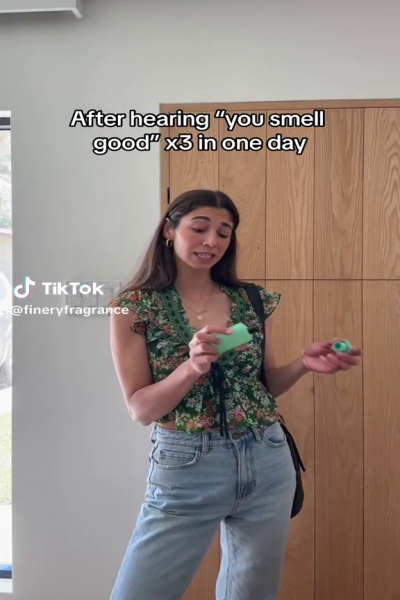 After hearing “you smell
good” x3 in one day
TikTok
@fineryfragrance